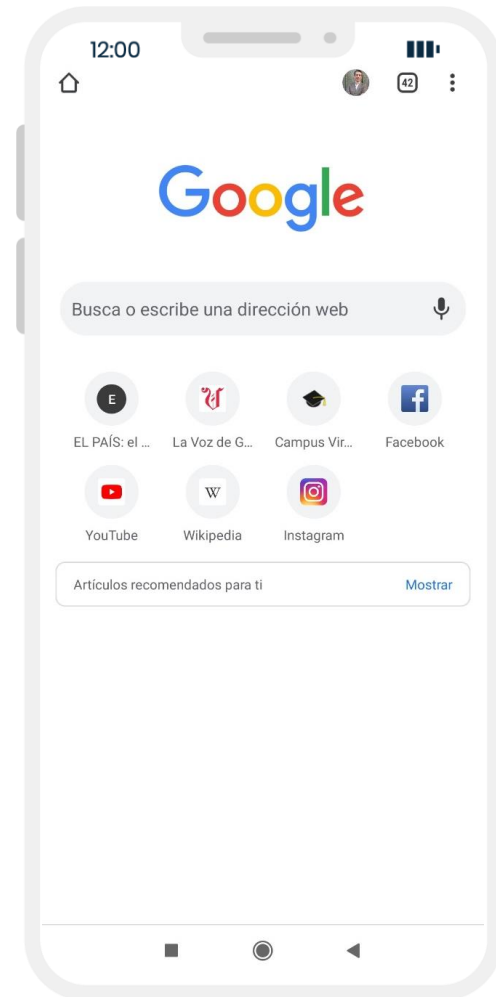 12:00
42
Google
Busca o escribe una dirección web
E
EL PAÍS: el ...
La Voz de G...
Campus Vir...
Facebook
W
YouTube
Wikipedia
Instagram
Artículos recomendados para ti
Mostrar